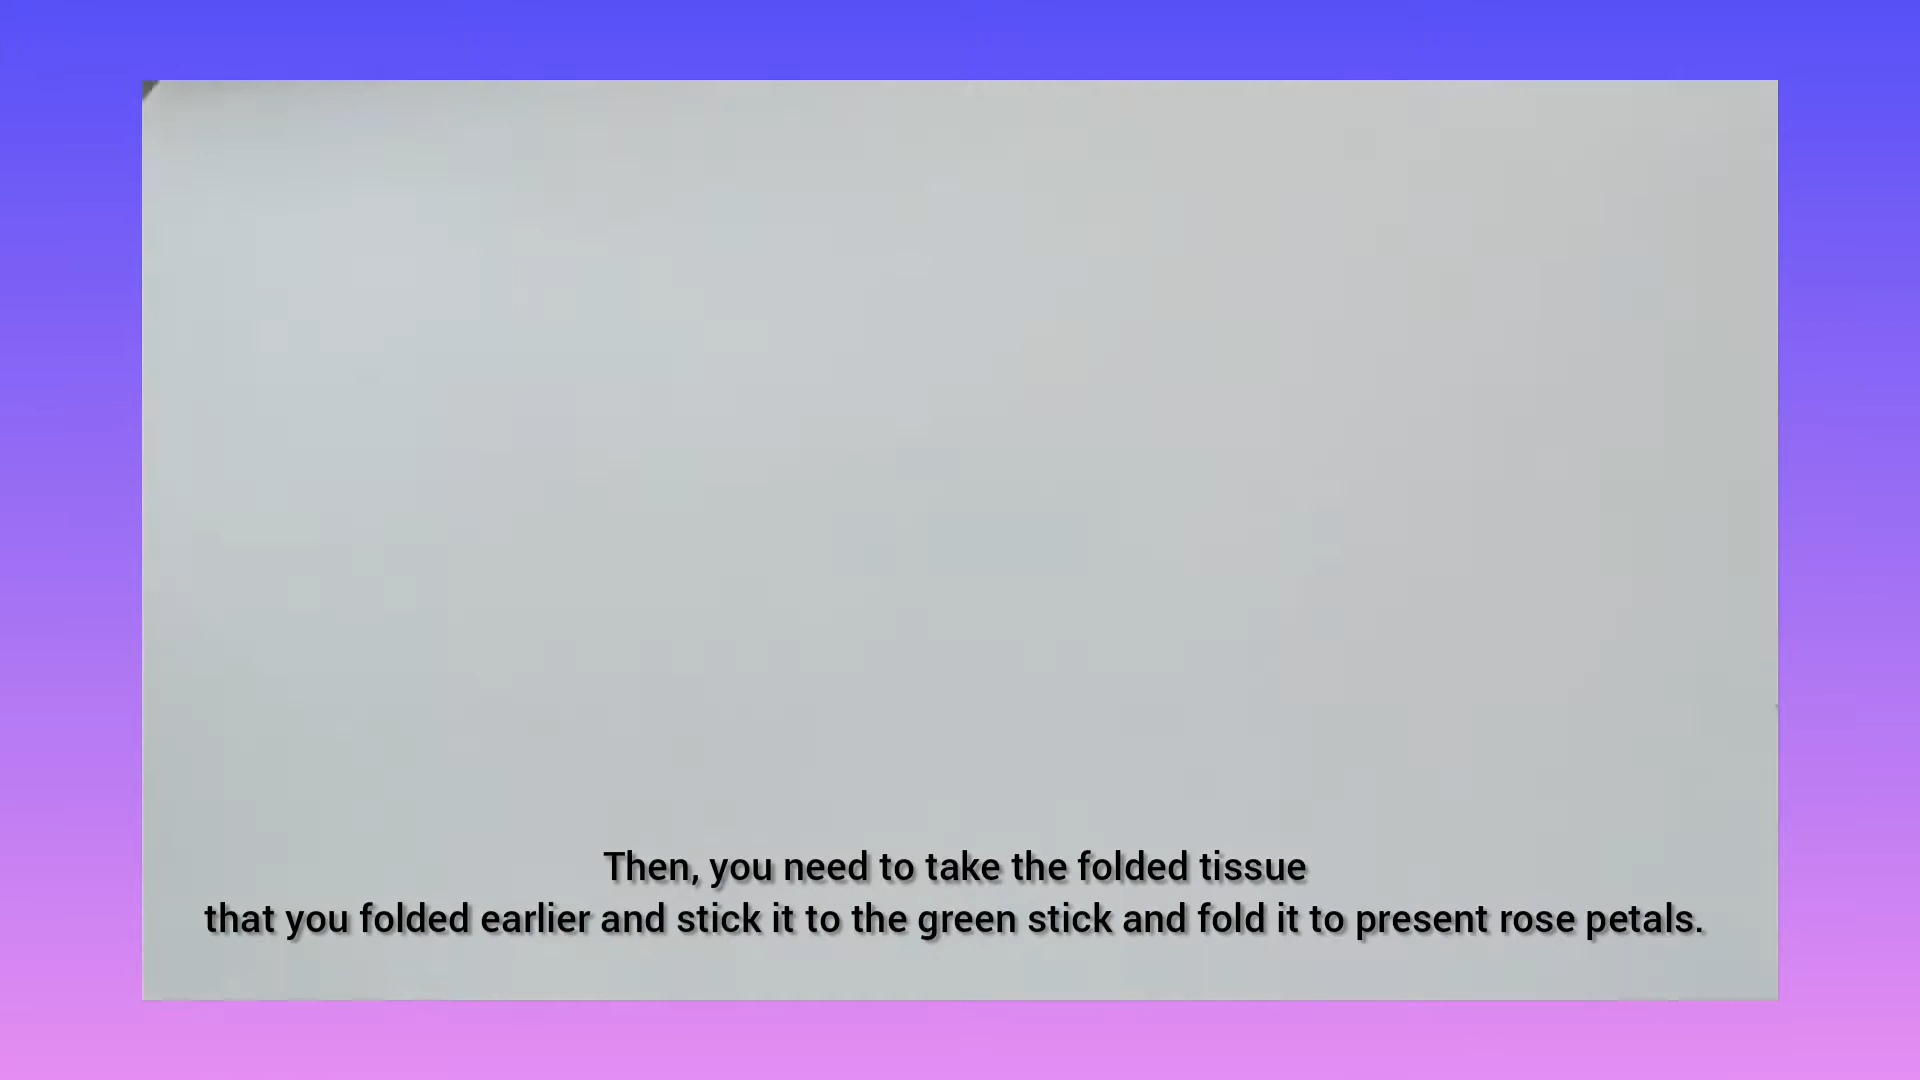 Then, you need to take the folded tissue
that you folded earlier and stick it to the green stick and fold it to present rose petals.